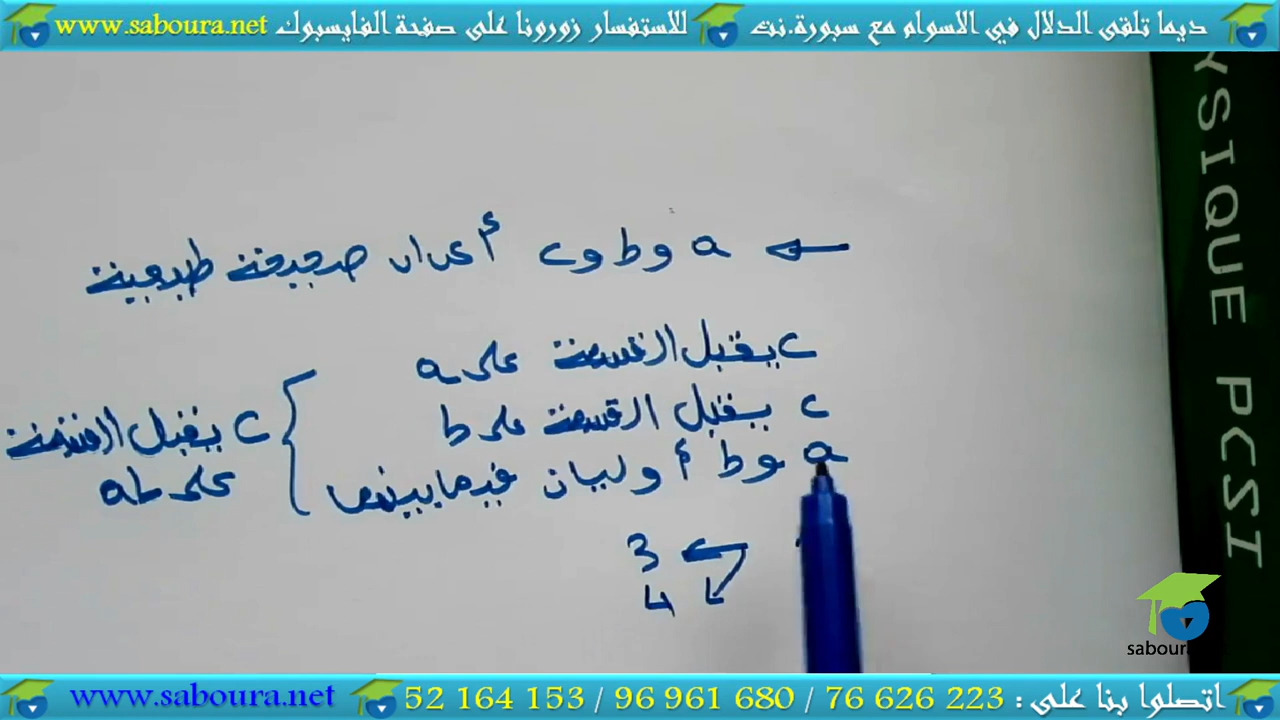 ديما تلقى الدلال في الاسوام مع سبورة.نت للاستفسار زورونا على صفحة الفايسبوك www.saboura.net
a و b و c أعداد صحيحة طبيعية
c يقبل القسمة على a
c يقبل القسمة على b
a و b أوليان فيما بينهما
c يقبل القسمة
على ba
3
4
YSIQUE PCSI
saboura
اتصلوا بنا على : 52 164 153 / 96 961 680 / 76 626 223 www.saboura.net